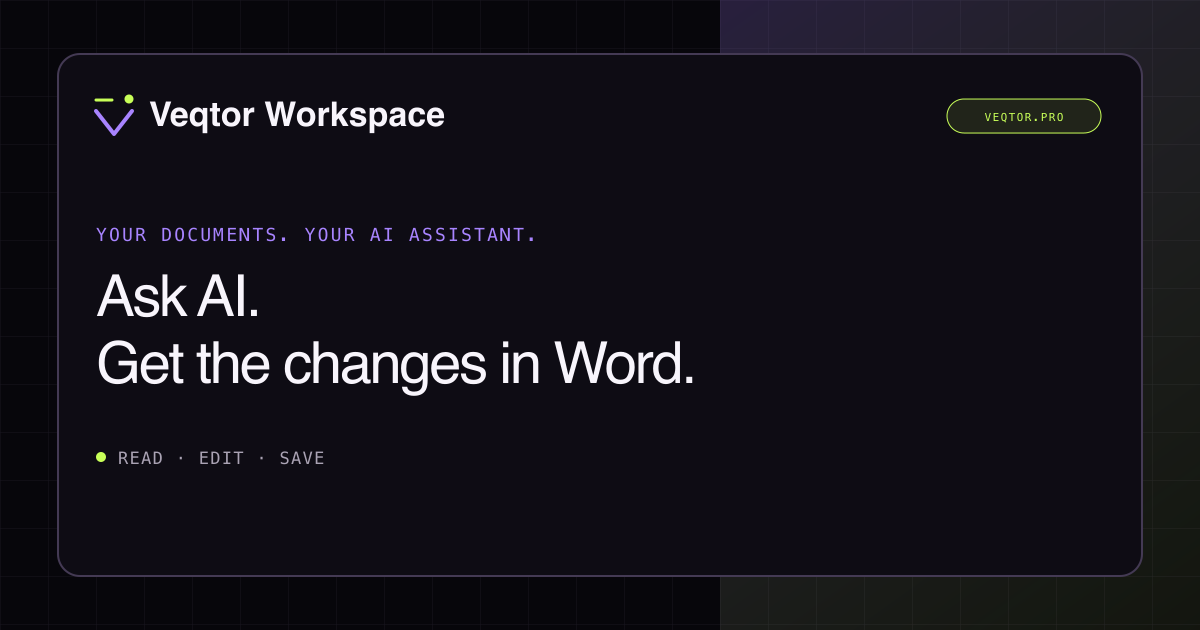 Veqtor Workspace
VEQTOR.PRO
YOUR DOCUMENTS. YOUR AI ASSISTANT.
Ask AI.
Get the changes in Word.
READ · EDIT · SAVE